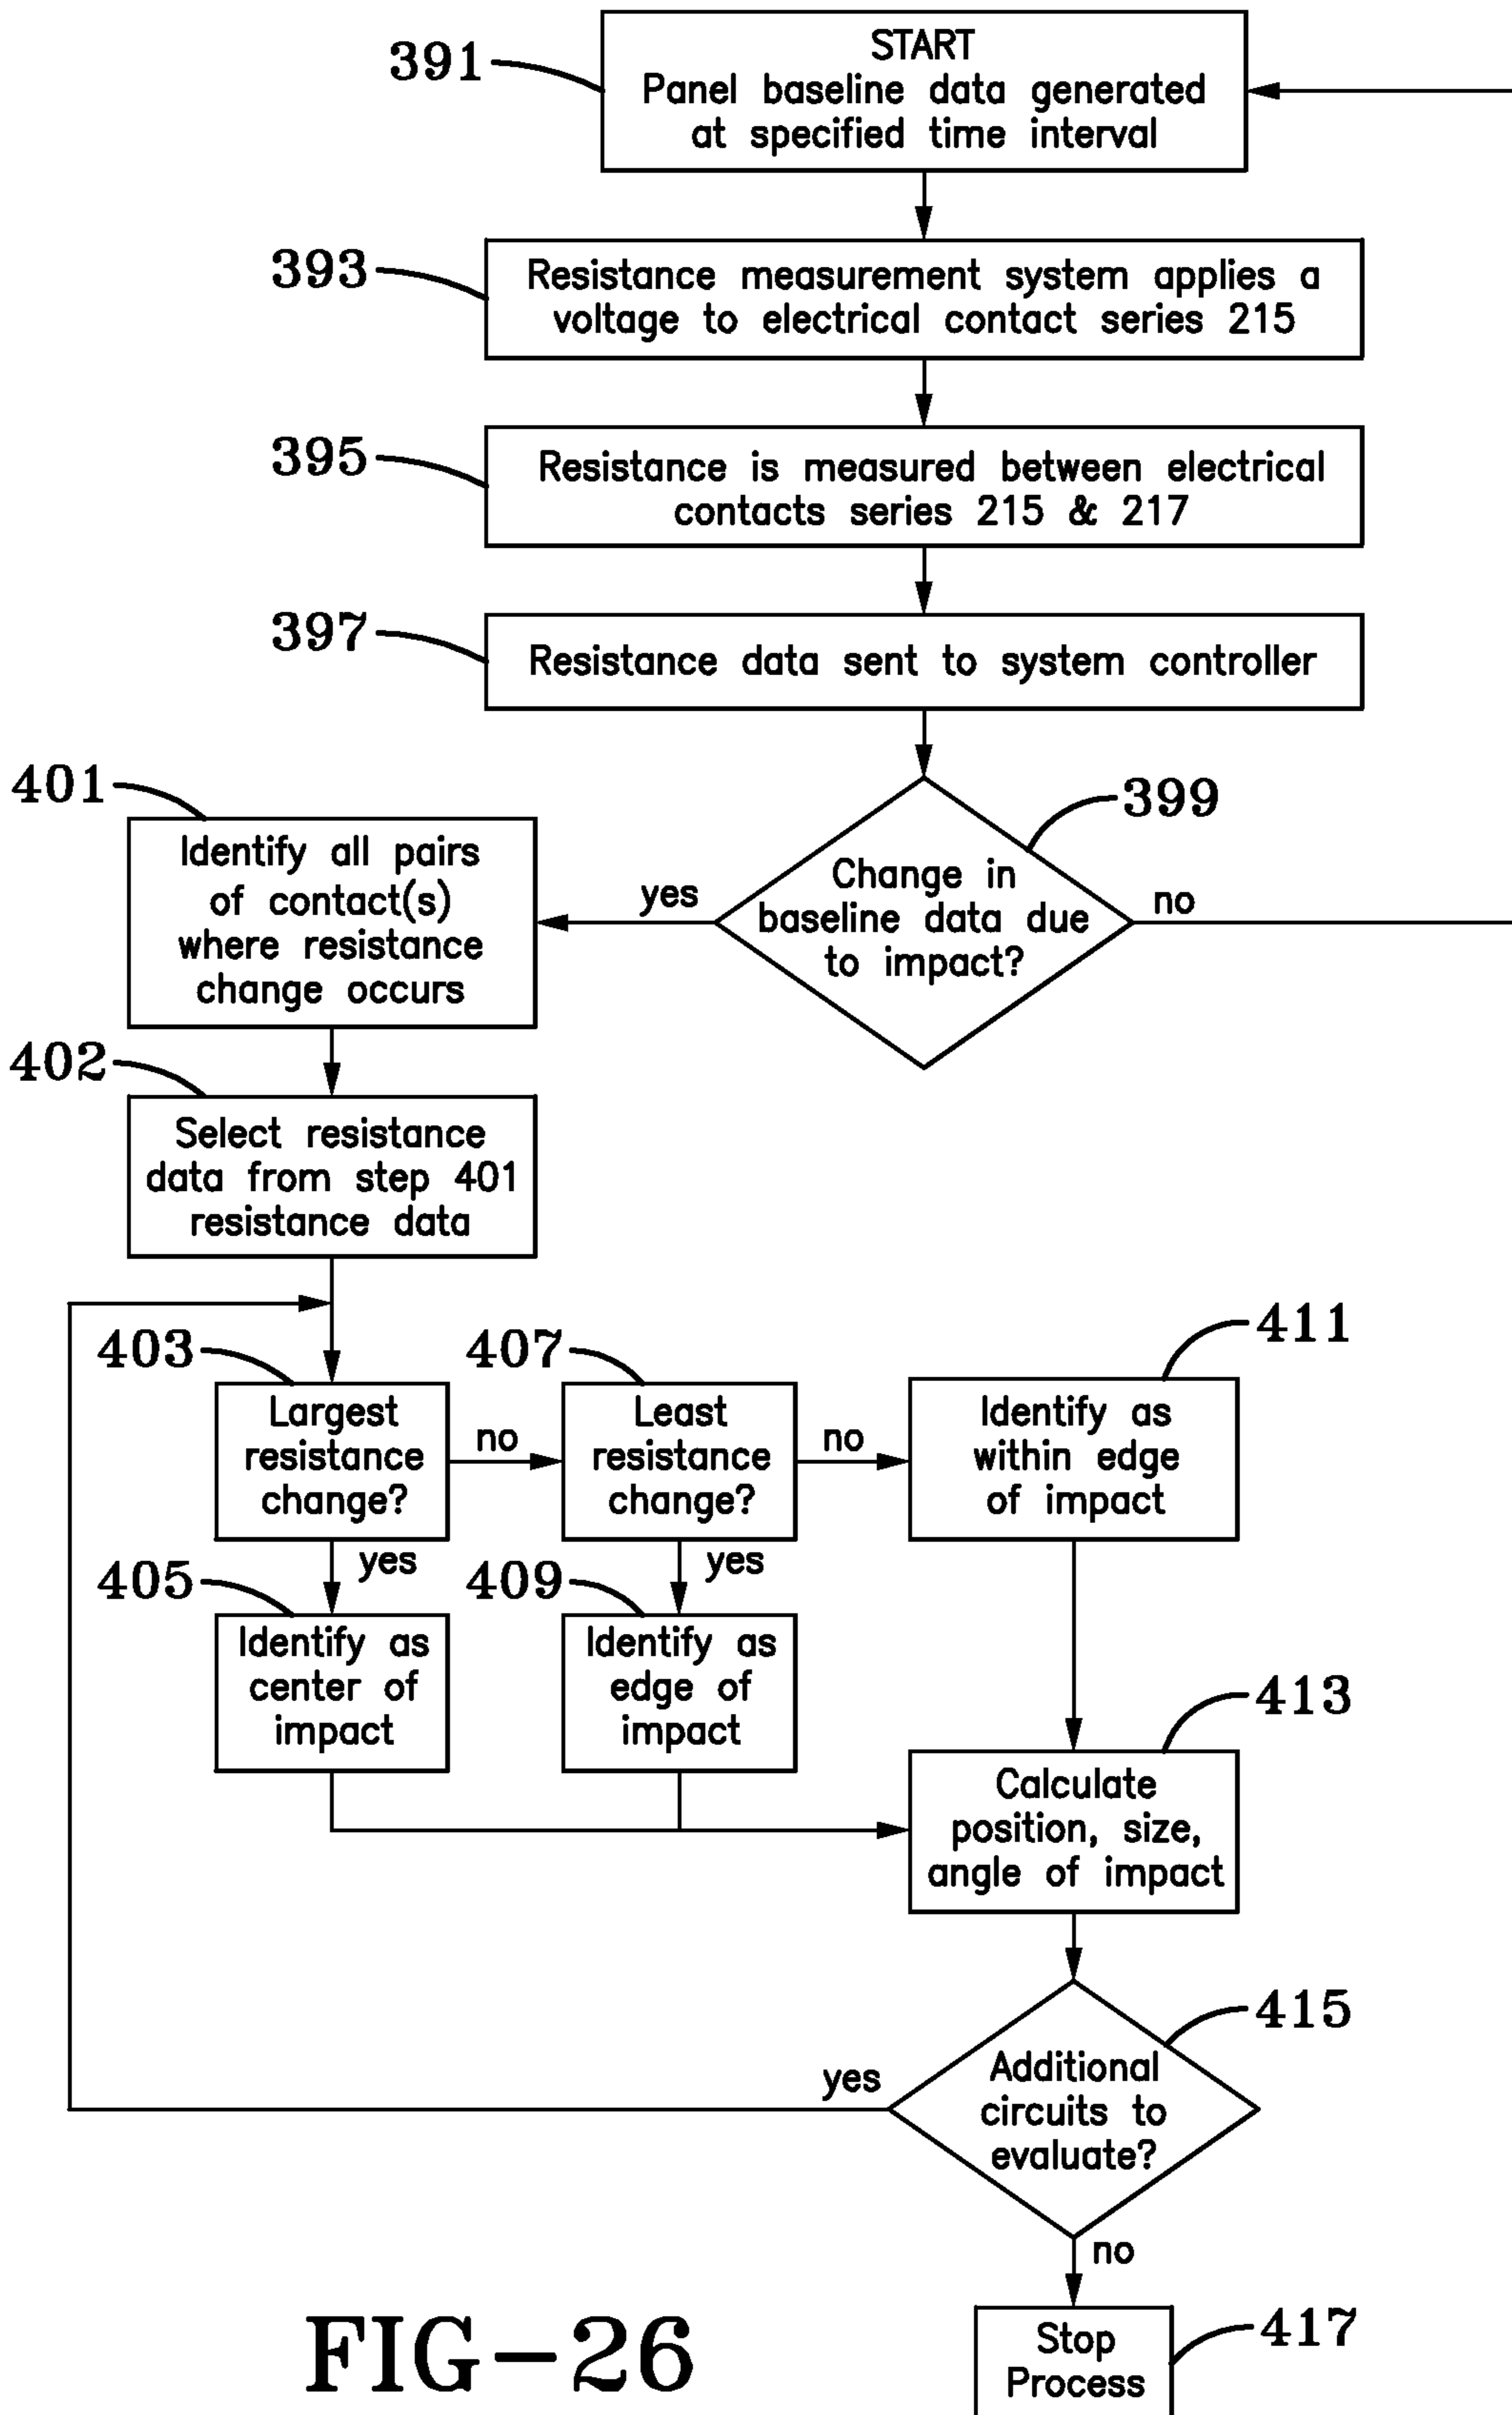 391
START
Panel baseline data generated
at specified time interval
393
Resistance measurement system applies a
voltage to electrical contact series 215
395
Resistance is measured between electrical
contacts series 215 & 217
397
Resistance data sent to system controller
399
Change in
baseline data due
to impact?
yes
no
401
Identify all pairs
of contact(s)
where resistance
change occurs
402
Select resistance
data from step 401
resistance data
403
Largest
resistance
change?
no
yes
405
Identify as
center of
impact
407
Least
resistance
change?
no
yes
409
Identify as
edge of
impact
411
Identify as
within edge
of impact
413
Calculate
position, size,
angle of impact
415
Additional
circuits to
evaluate?
yes
no
417
Stop
Process
FIG-26